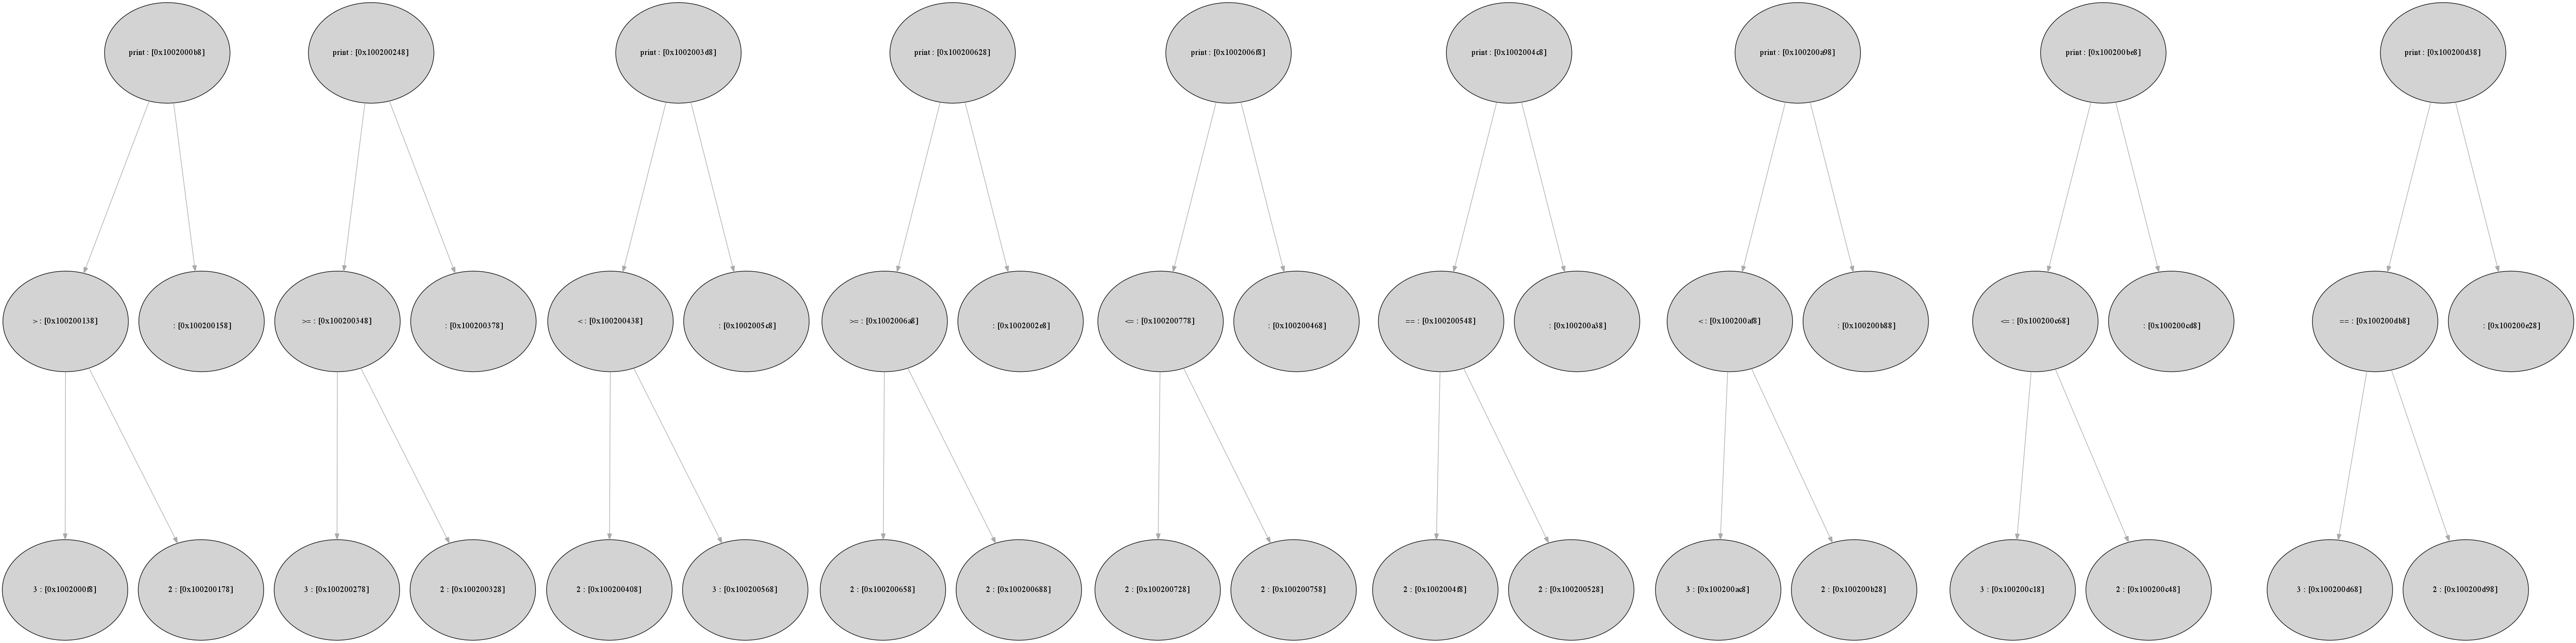 print : [0x1002000b8]
print : [0x100200248]
print : [0x1002003d8]
print : [0x100200628]
print : [0x1002006f8]
print : [0x1002004c8]
print : [0x100200a98]
print : [0x100200be8]
print : [0x100200d38]
> : [0x100200138]
: [0x100200158]
>= : [0x100200348]
: [0x100200378]
< : [0x100200438]
: [0x1002005c8]
>= : [0x1002006a8]
: [0x1002002e8]
<= : [0x100200778]
: [0x100200468]
== : [0x100200548]
: [0x100200a38]
< : [0x100200af8]
: [0x100200b88]
<= : [0x100200c68]
: [0x100200cd8]
== : [0x100200db8]
: [0x100200e28]
3 : [0x1002000f8]
2 : [0x100200178]
3 : [0x100200278]
2 : [0x100200328]
2 : [0x100200408]
3 : [0x100200568]
2 : [0x100200658]
2 : [0x100200688]
2 : [0x100200728]
2 : [0x100200758]
2 : [0x1002004f8]
2 : [0x100200528]
3 : [0x100200ac8]
2 : [0x100200b28]
3 : [0x100200c18]
2 : [0x100200c48]
3 : [0x100200d68]
2 : [0x100200d98]